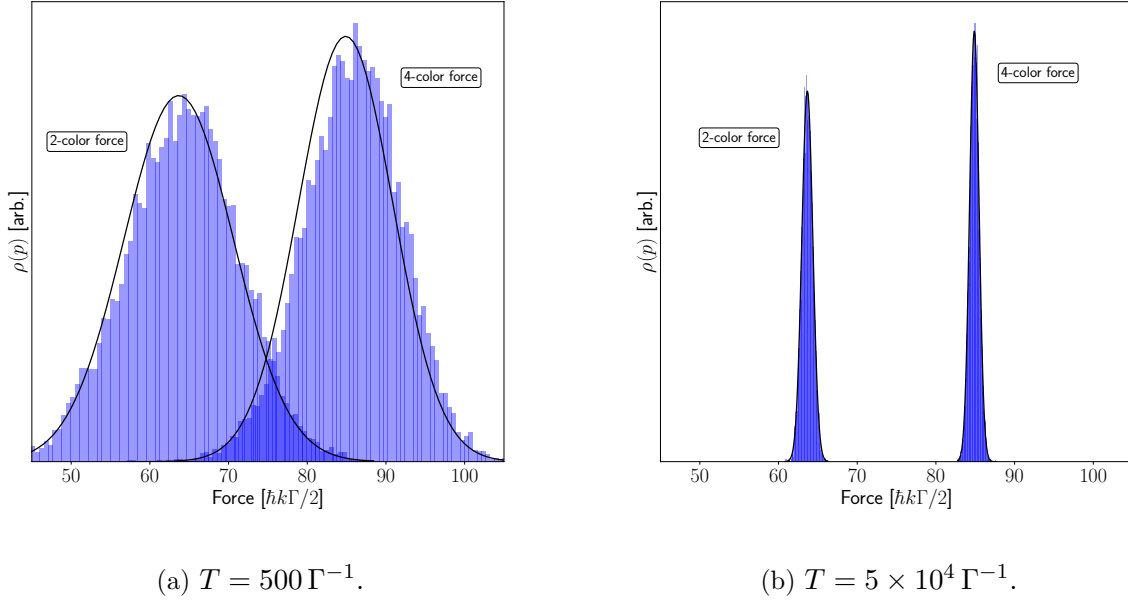 4-color force
2-color force
ρ(p) [arb.]
50 60 70 80 90 100
Force [ħkΓ/2]
(a) T = 500 Γ⁻¹.
4-color force
2-color force
ρ(p) [arb.]
50 60 70 80 90 100
Force [ħkΓ/2]
(b) T = 5 × 10⁴ Γ⁻¹.